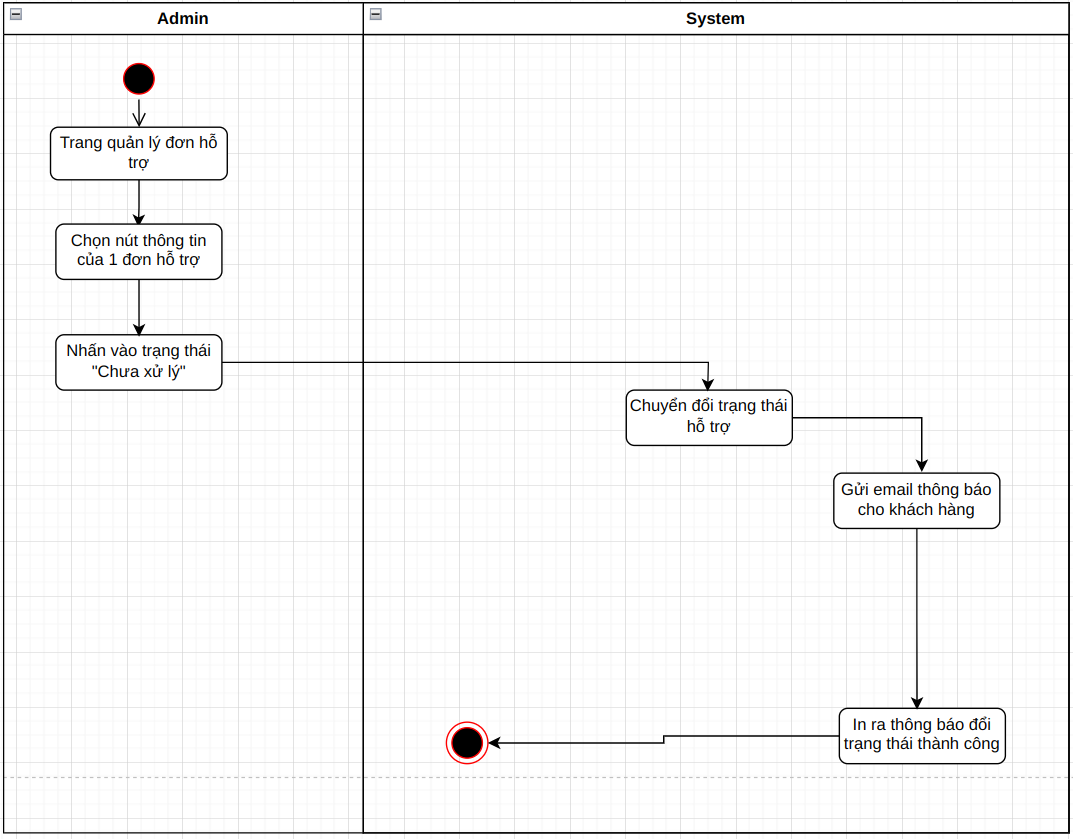 Admin
System
Trang quản lý đơn hỗ
trợ
Chọn nút thông tin
của 1 đơn hỗ trợ
Nhấn vào trạng thái
"Chưa xử lý"
Chuyển đổi trạng thái
hỗ trợ
Gửi email thông báo
cho khách hàng
In ra thông báo đổi
trạng thái thành công